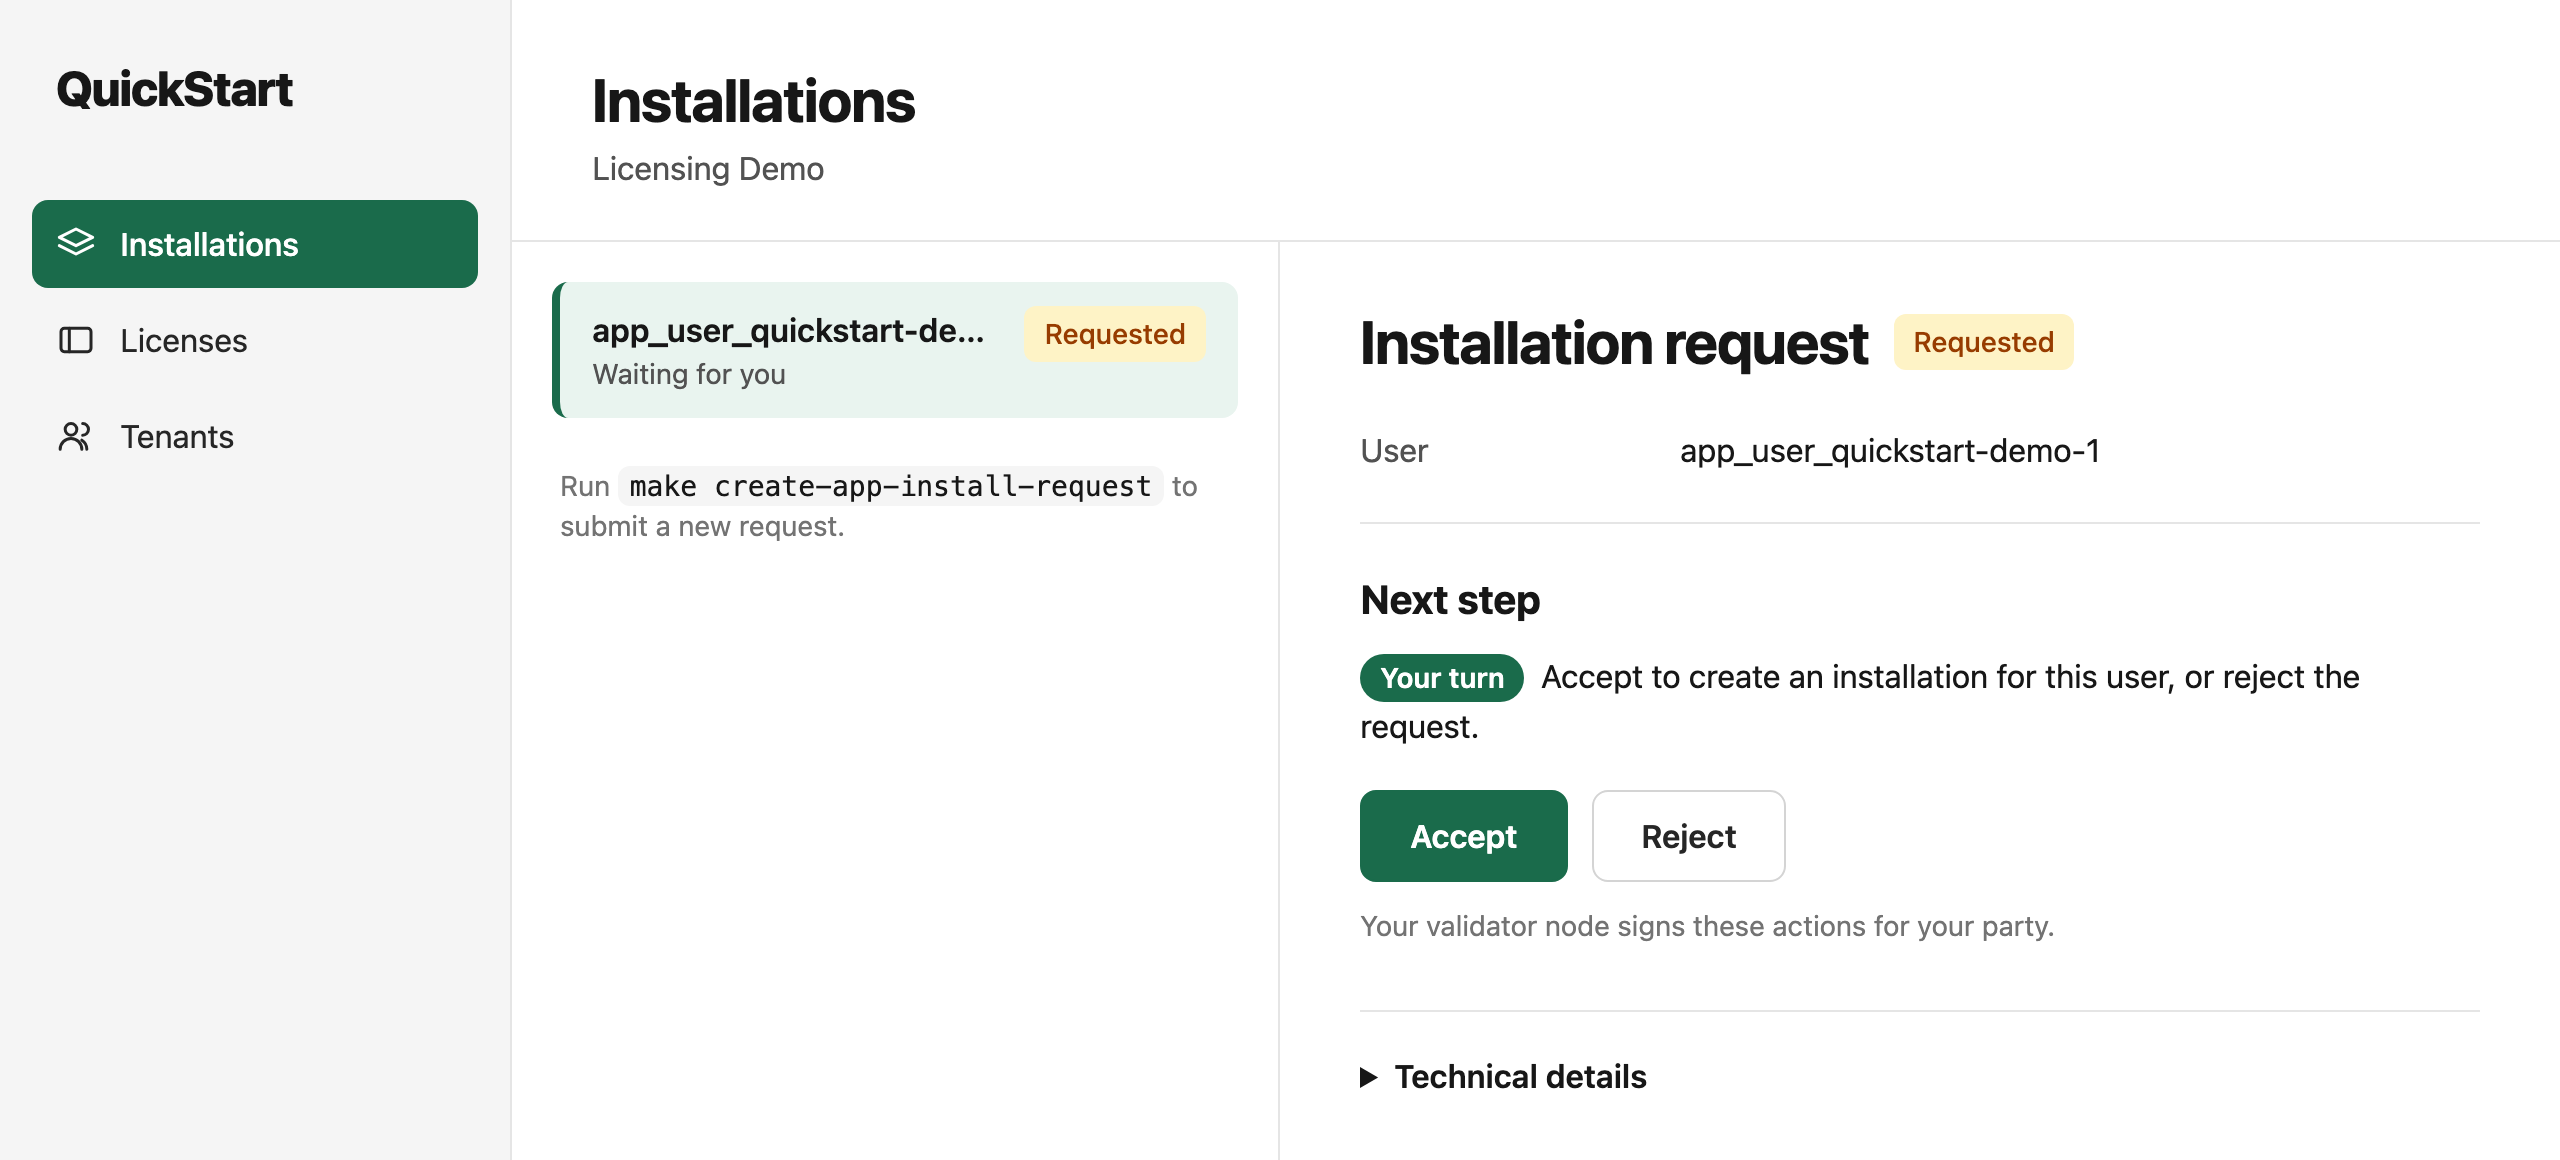 QuickStart
Installations
Licenses
Tenants
Installations
Licensing Demo
app_user_quickstart-de...
Requested
Waiting for you
Run make create-app-install-request to
submit a new request.
Installation request
Requested
User
app_user_quickstart-demo-1
Next step
Your turn Accept to create an installation for this user, or reject the
request.
Accept
Reject
Your validator node signs these actions for your party.
Technical details